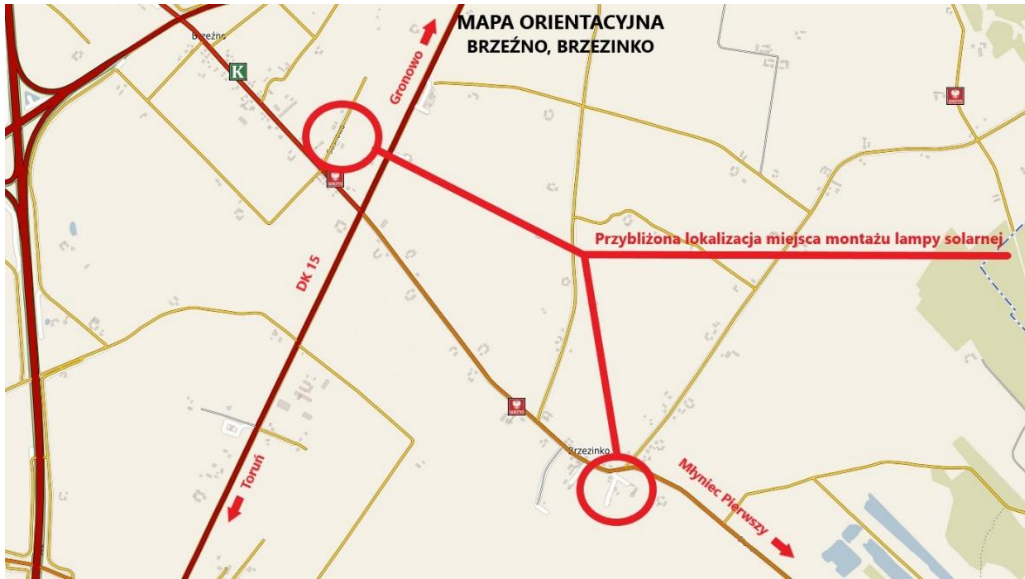 MAPA ORIENTACYJNA
BRZEŹNO, BRZEZINKO
Brzeźno
K
Gronowo
Przybliżona lokalizacja miejsca montażu lampy solarnej
DK 15
Brzezinko
Toruń
Młyniec Pierwszy